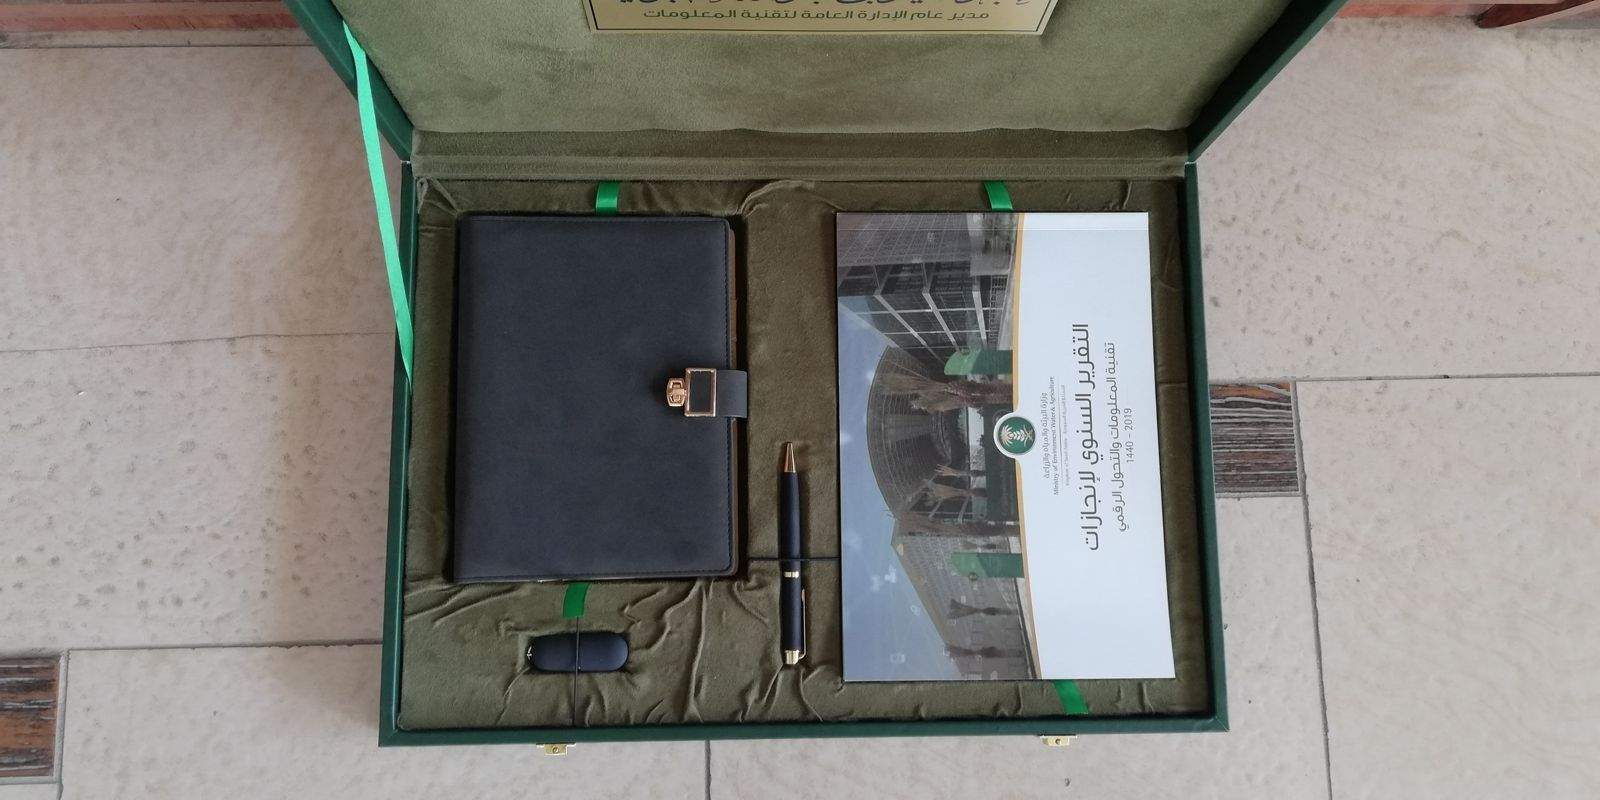 مدير عام الإدارة العامة لتقنية المعلومات
وزارة البيئة والمياه والزراعة
Ministry of Environment Water & Agriculture
التقرير السنوي لإنجازات
تقنية المعلومات والتحول الرقمي
1440 - 2019